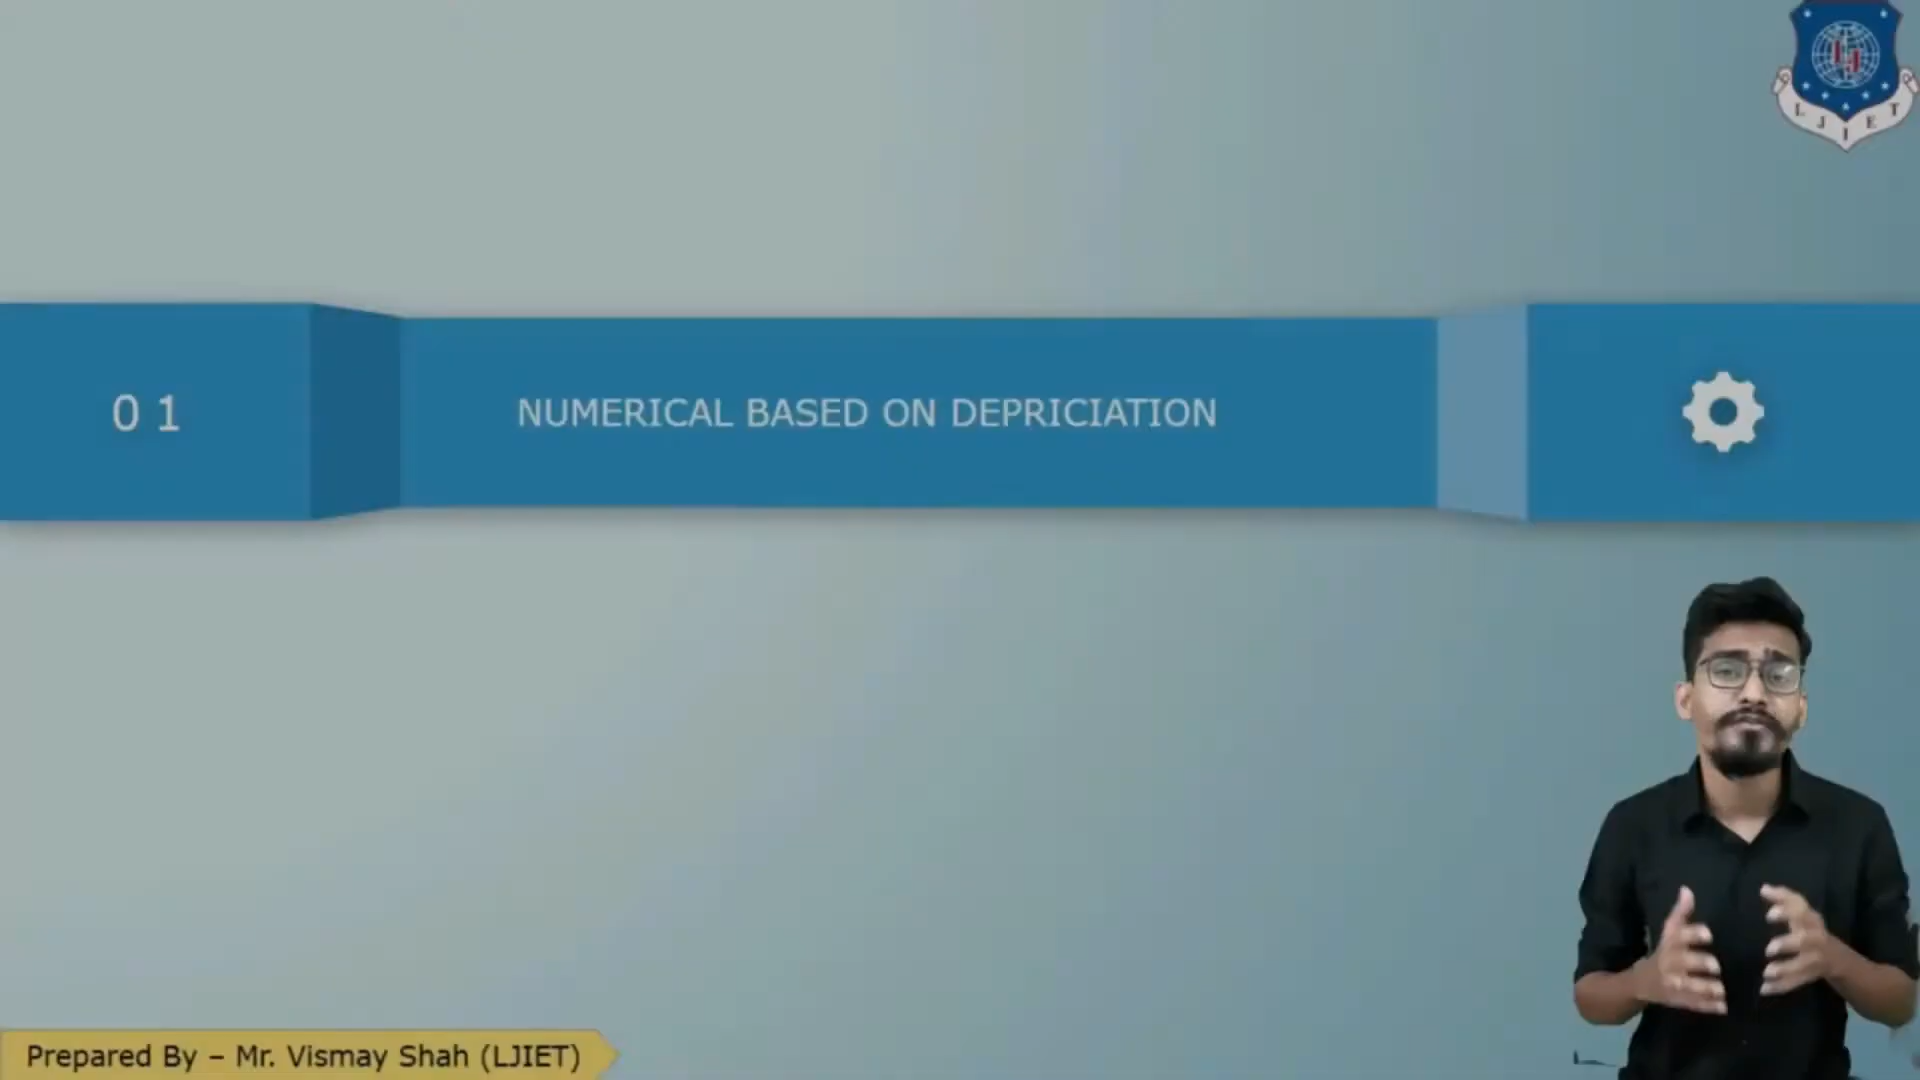 L J I E T
0 1
NUMERICAL BASED ON DEPRICIATION
Prepared By – Mr. Vismay Shah (LJIET)